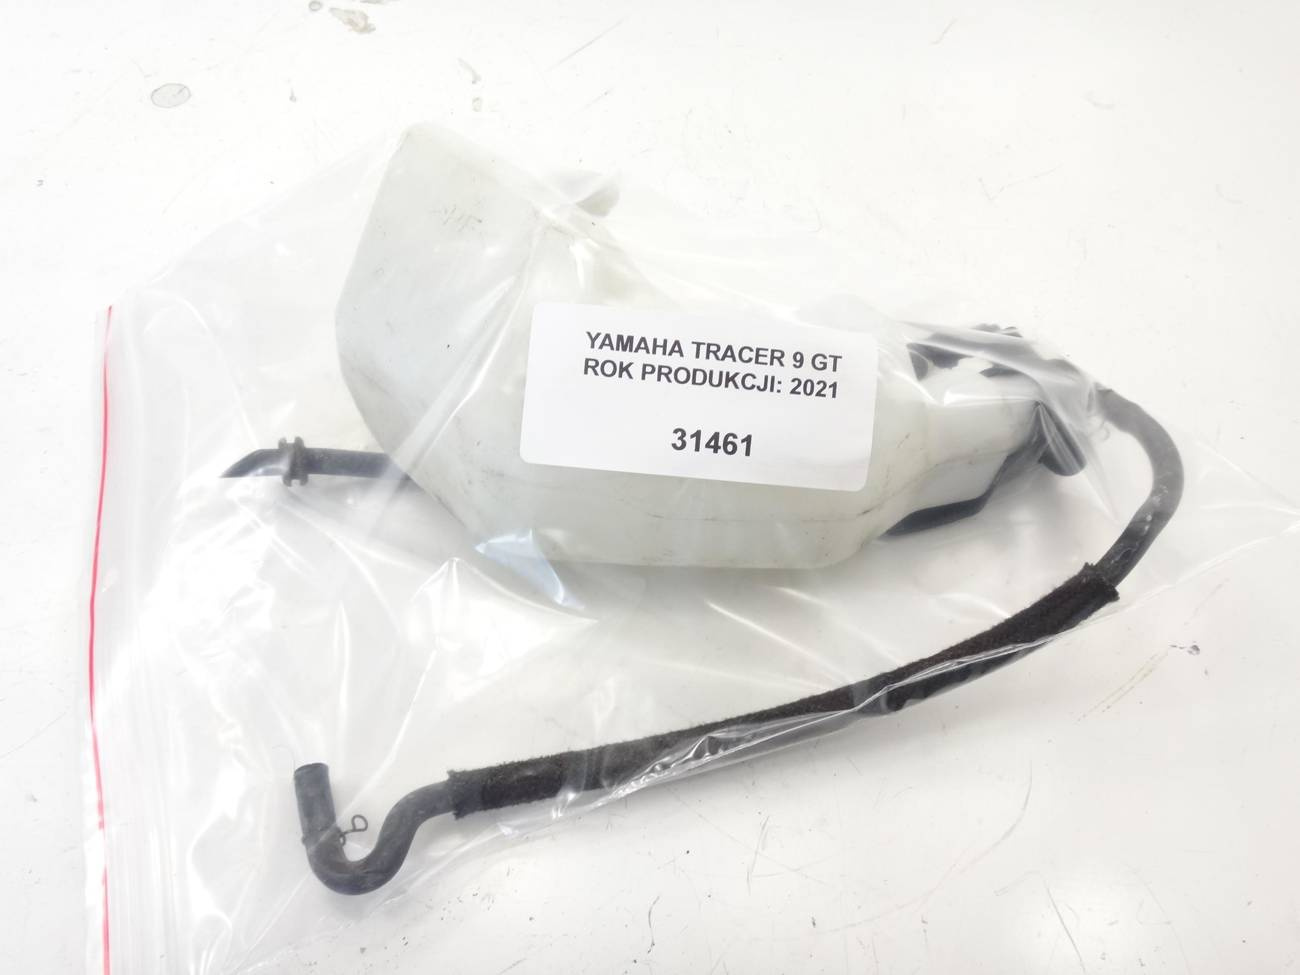 YAMAHA TRACER 9 GT
ROK PRODUKCJI: 2021
31461